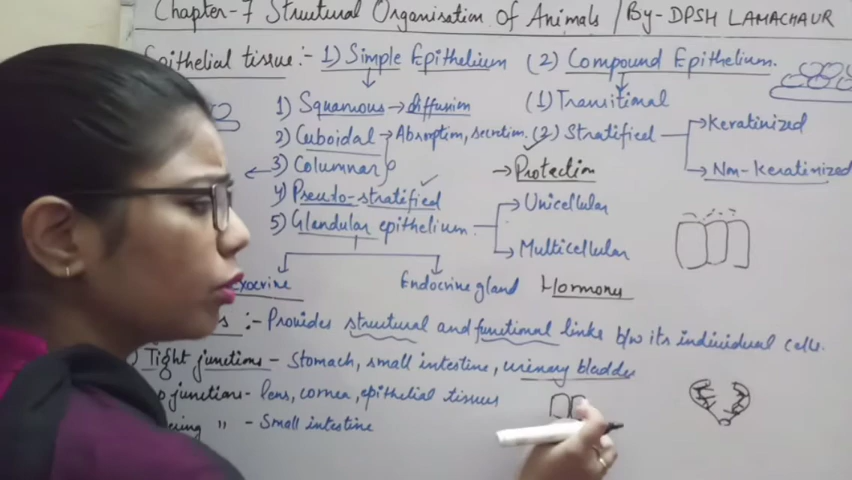 Chapter-7 Structural Organisation of Animals / By- DPSH LAMACHAUR
Epithelial tissue :- 1) Simple Epithelium (2) Compound Epithelium.
1) Squamous → diffusion (1) Transitional
2) Cuboidal → Absorption, secretion. (2) Stratified → Keratinized
3) Columnar → Protection → Non-Keratinized
4) Pseudo-stratified → Unicellular
5) Glandular epithelium → Multicellular
Exocrine Endocrine gland Hormones
:- Provides structural and functional links b/w its individual cells.
Tight junctions - Stomach, small intestine, urinary bladder
junctions - lens, cornea, epithelial tissues
" - Small intestine